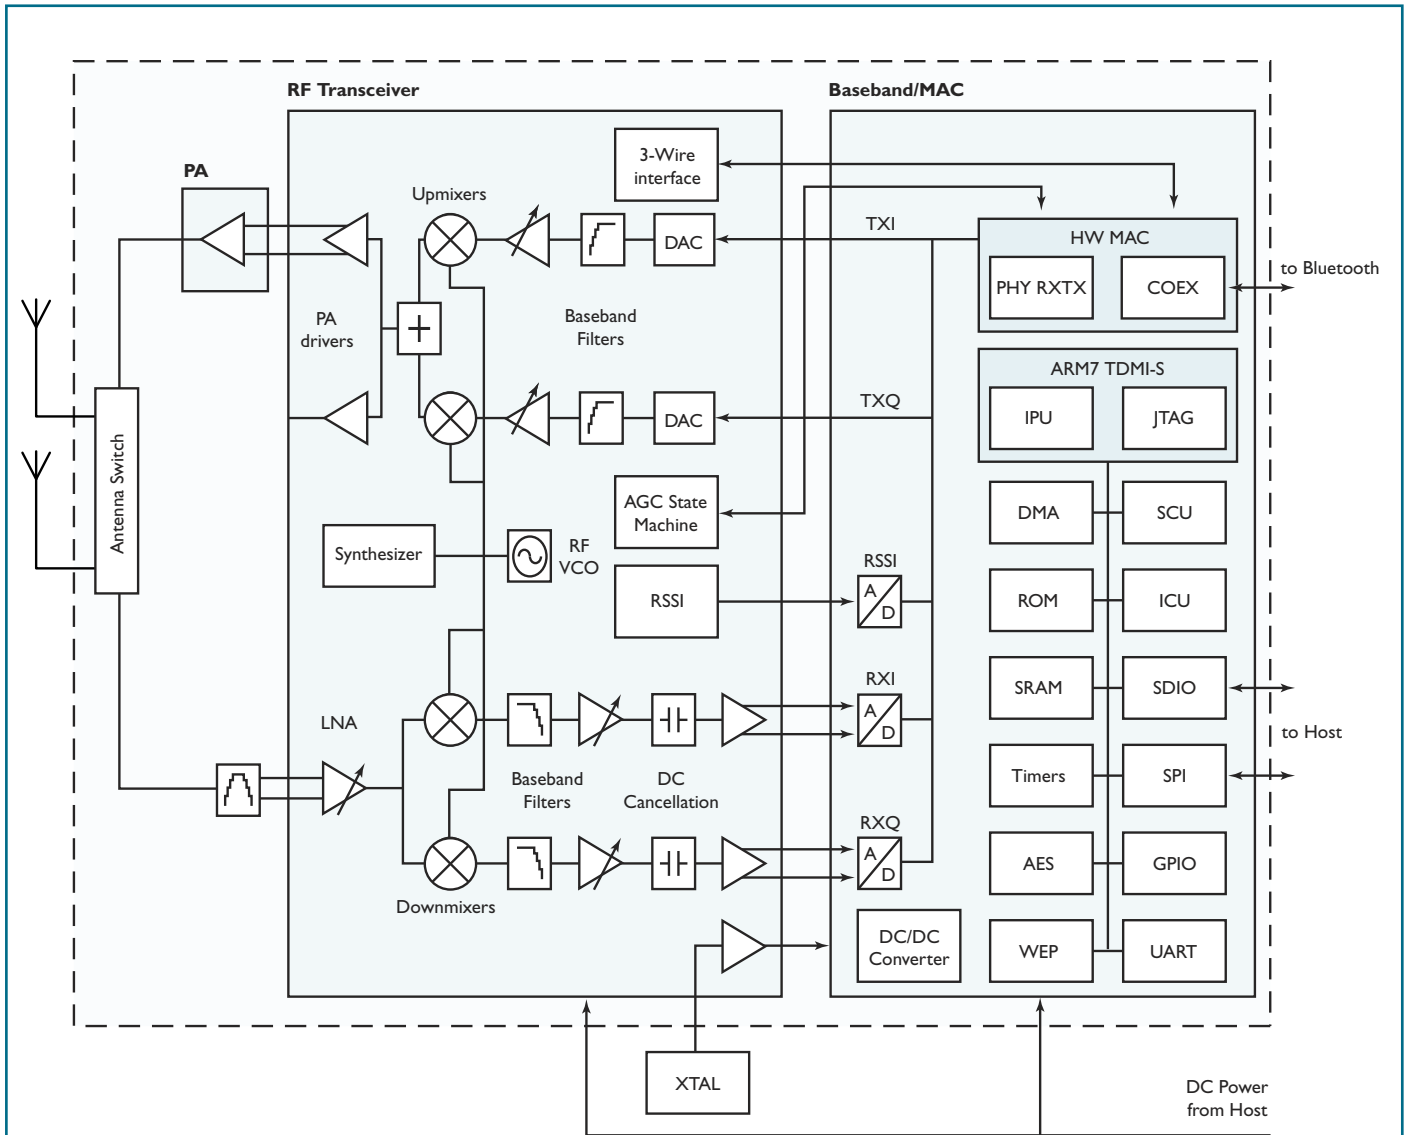 RF Transceiver
Baseband/MAC
3-Wire
interface
PA
Upmixers
TXI
DAC
HW MAC
PHY RXTX
COEX
to Bluetooth
PA
drivers
+
Baseband
Filters
ARM7 TDMI-S
IPU
JTAG
TXQ
DAC
Antenna Switch
AGC State
Machine
DMA
SCU
Synthesizer
RF
VCO
RSSI
RSSI
A
D
ROM
ICU
LNA
RXI
A
D
SRAM
SDIO
to Host
Baseband
Filters
DC
Cancellation
Timers
SPI
RXQ
A
D
AES
GPIO
Downmixers
DC/DC
Converter
WEP
UART
XTAL
DC Power
from Host